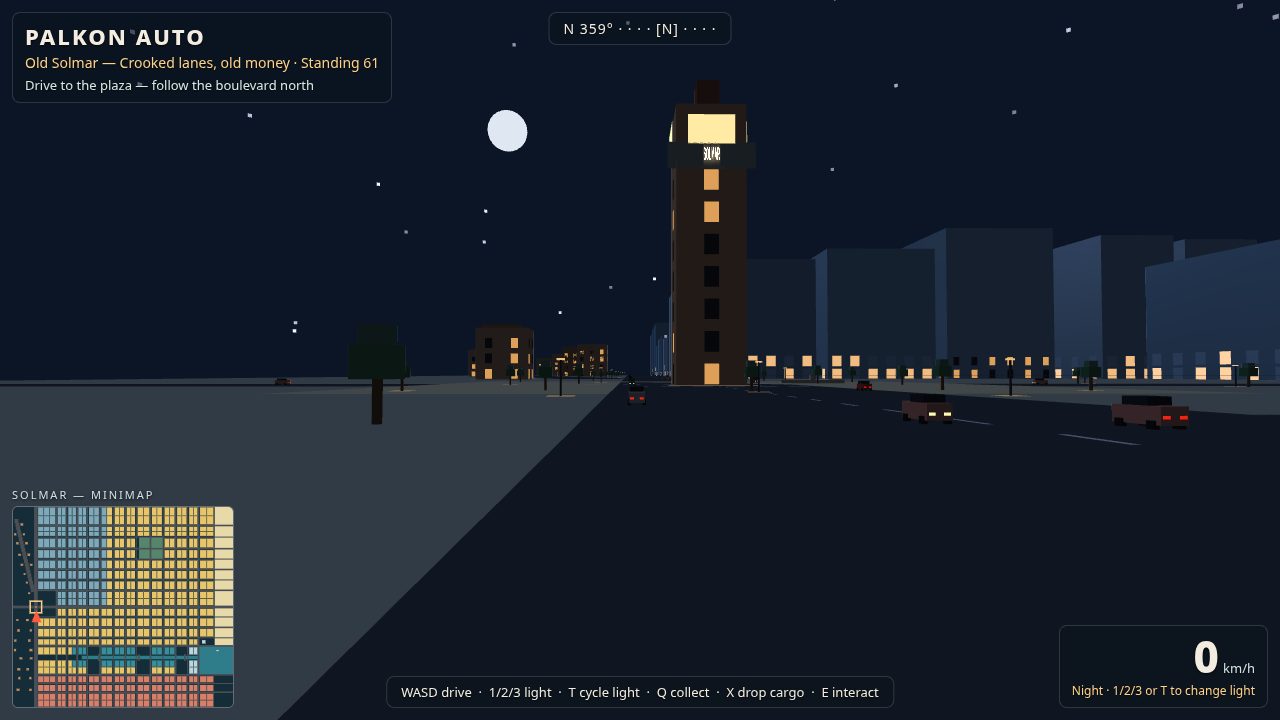 PALKON AUTO
Old Solmar — Crooked lanes, old money · Standing 61
Drive to the plaza — follow the boulevard north
N 359° · · · · [N] · · · ·
SOLMAR
SOLMAR — MINIMAP
WASD drive · 1/2/3 light · T cycle light · Q collect · X drop cargo · E interact
0 km/h
Night · 1/2/3 or T to change light